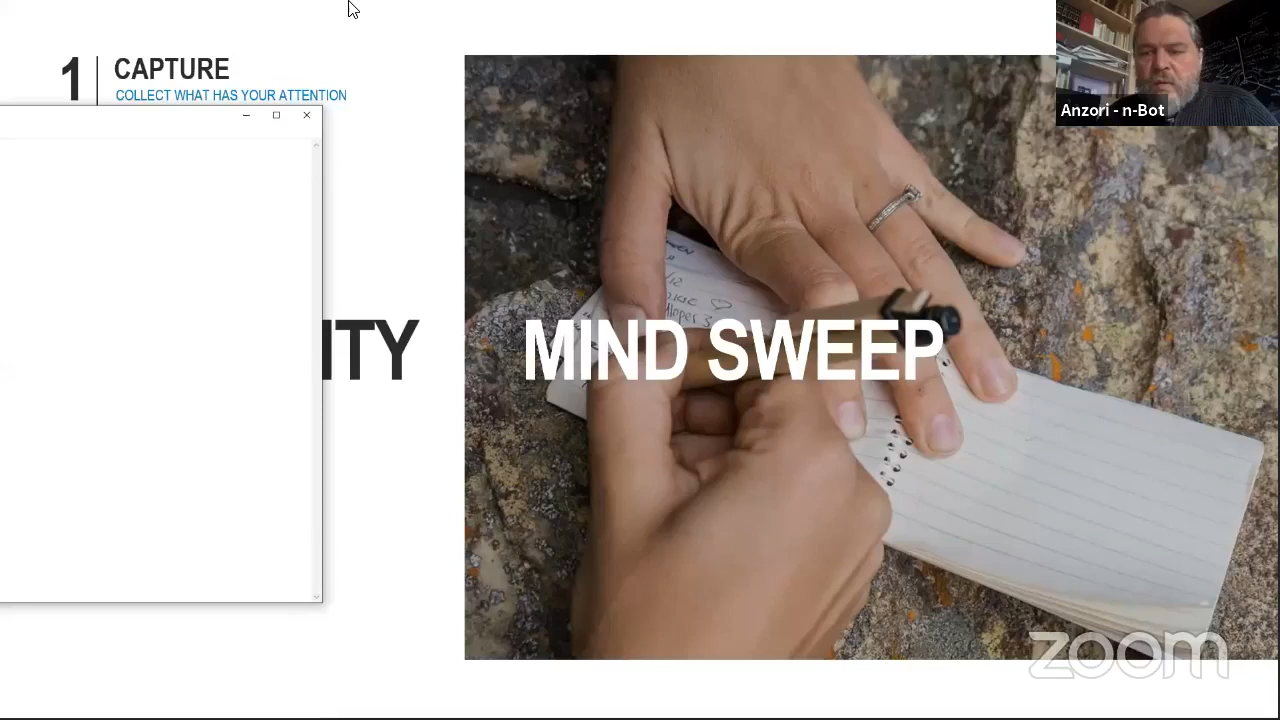 1
CAPTURE
COLLECT WHAT HAS YOUR ATTENTION
Anzori - n-Bot
ITY
MIND SWEEP
zoom